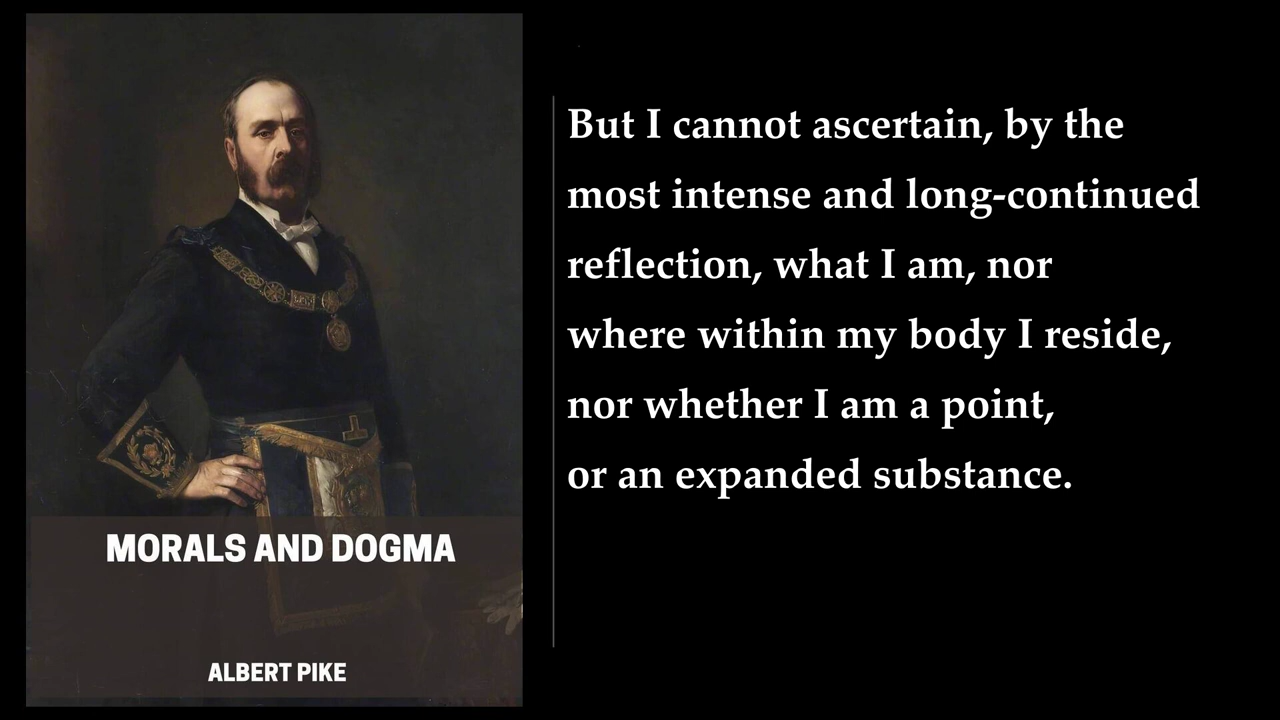 MORALS AND DOGMA
ALBERT PIKE
But I cannot ascertain, by the
most intense and long-continued
reflection, what I am, nor
where within my body I reside,
nor whether I am a point,
or an expanded substance.